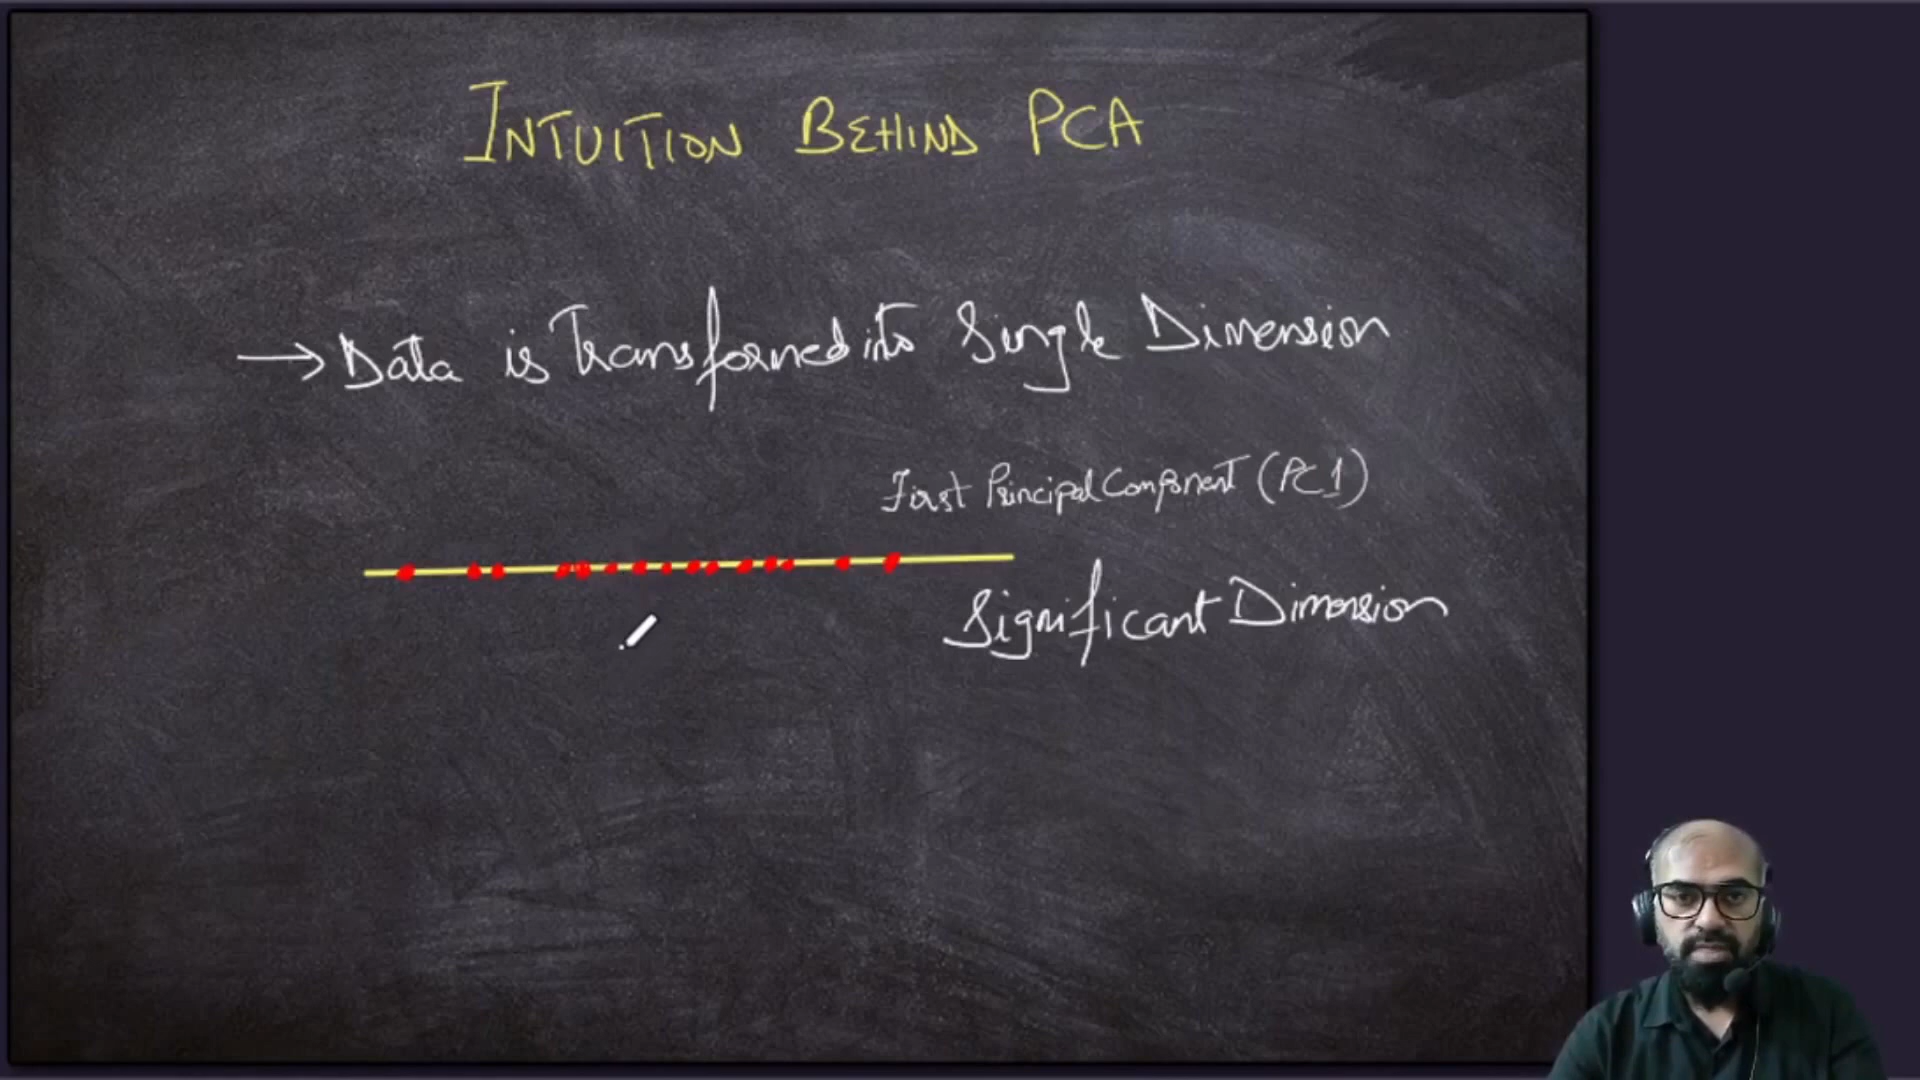 INTUITION BEHIND PCA
→ Data is Transformed into Single Dimension
First Principal Component (PC1)
Significant Dimension